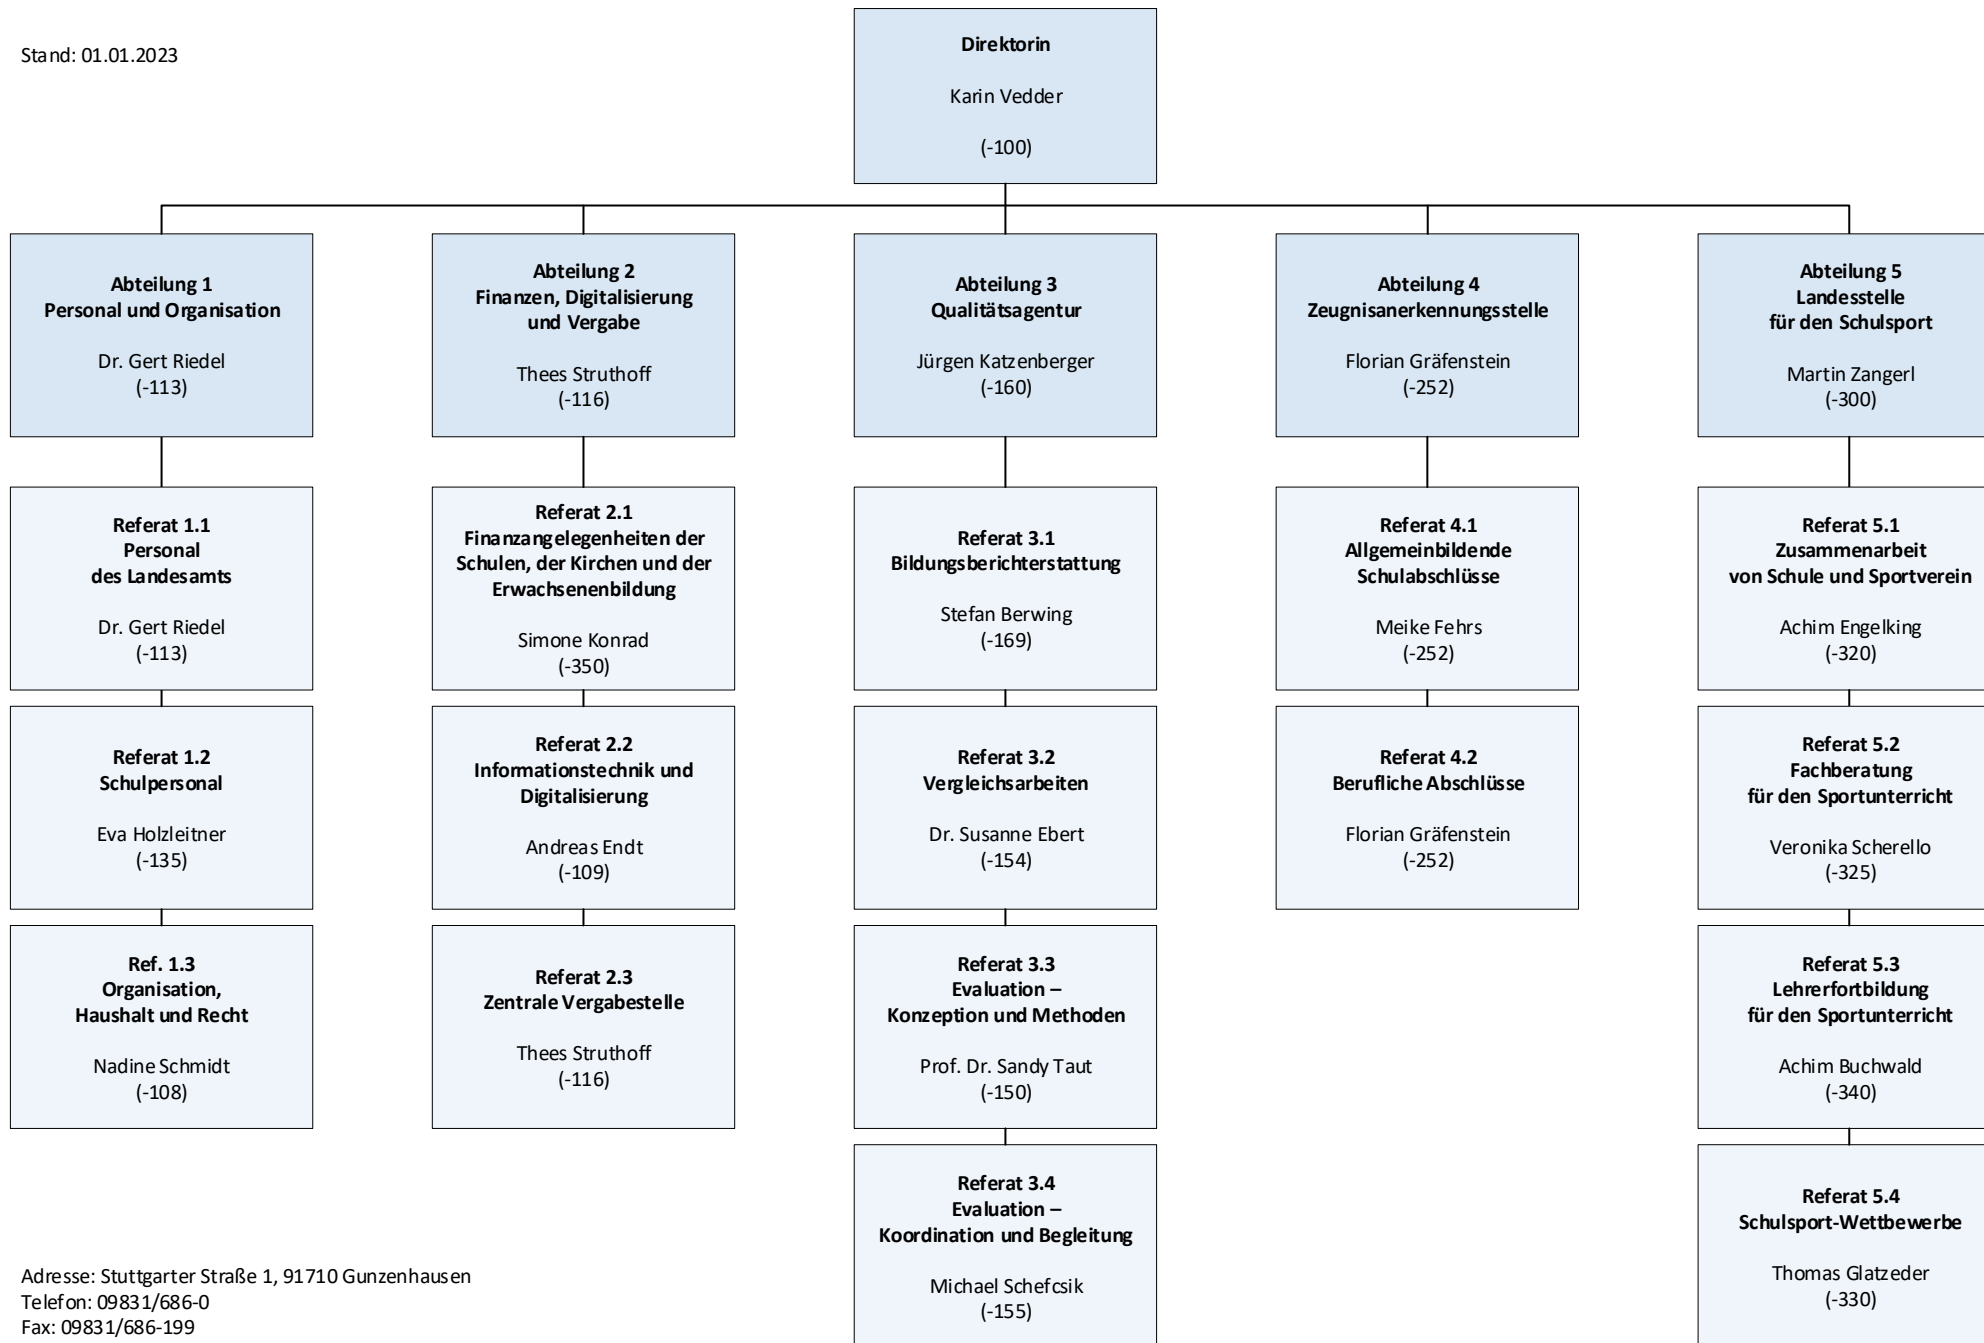 Stand: 01.01.2023
Direktorin
Karin Vedder
(-100)
Abteilung 1
Personal und Organisation
Dr. Gert Riedel
(-113)
Abteilung 2
Finanzen, Digitalisierung
und Vergabe
Thees Struthoff
(-116)
Abteilung 3
Qualitätsagentur
Jürgen Katzenberger
(-160)
Abteilung 4
Zeugnisanerkennungsstelle
Florian Gräfenstein
(-252)
Abteilung 5
Landesstelle
für den Schulsport
Martin Zangerl
(-300)
Referat 1.1
Personal
des Landesamts
Dr. Gert Riedel
(-113)
Referat 2.1
Finanzangelegenheiten der
Schulen, der Kirchen und der
Erwachsenenbildung
Simone Konrad
(-350)
Referat 3.1
Bildungsberichterstattung
Stefan Berwing
(-169)
Referat 4.1
Allgemeinbildende
Schulabschlüsse
Meike Fehrs
(-252)
Referat 5.1
Zusammenarbeit
von Schule und Sportverein
Achim Engelking
(-320)
Referat 1.2
Schulpersonal
Eva Holzleitner
(-135)
Referat 2.2
Informationstechnik und
Digitalisierung
Andreas Endt
(-109)
Referat 3.2
Vergleichsarbeiten
Dr. Susanne Ebert
(-154)
Referat 4.2
Berufliche Abschlüsse
Florian Gräfenstein
(-252)
Referat 5.2
Fachberatung
für den Sportunterricht
Veronika Scherello
(-325)
Ref. 1.3
Organisation,
Haushalt und Recht
Nadine Schmidt
(-108)
Referat 2.3
Zentrale Vergabestelle
Thees Struthoff
(-116)
Referat 3.3
Evaluation –
Konzeption und Methoden
Prof. Dr. Sandy Taut
(-150)
Referat 5.3
Lehrerfortbildung
für den Sportunterricht
Achim Buchwald
(-340)
Referat 3.4
Evaluation –
Koordination und Begleitung
Michael Schefcsik
(-155)
Referat 5.4
Schulsport-Wettbewerbe
Thomas Glatzeder
(-330)
Adresse: Stuttgarter Straße 1, 91710 Gunzenhausen
Telefon: 09831/686-0
Fax: 09831/686-199